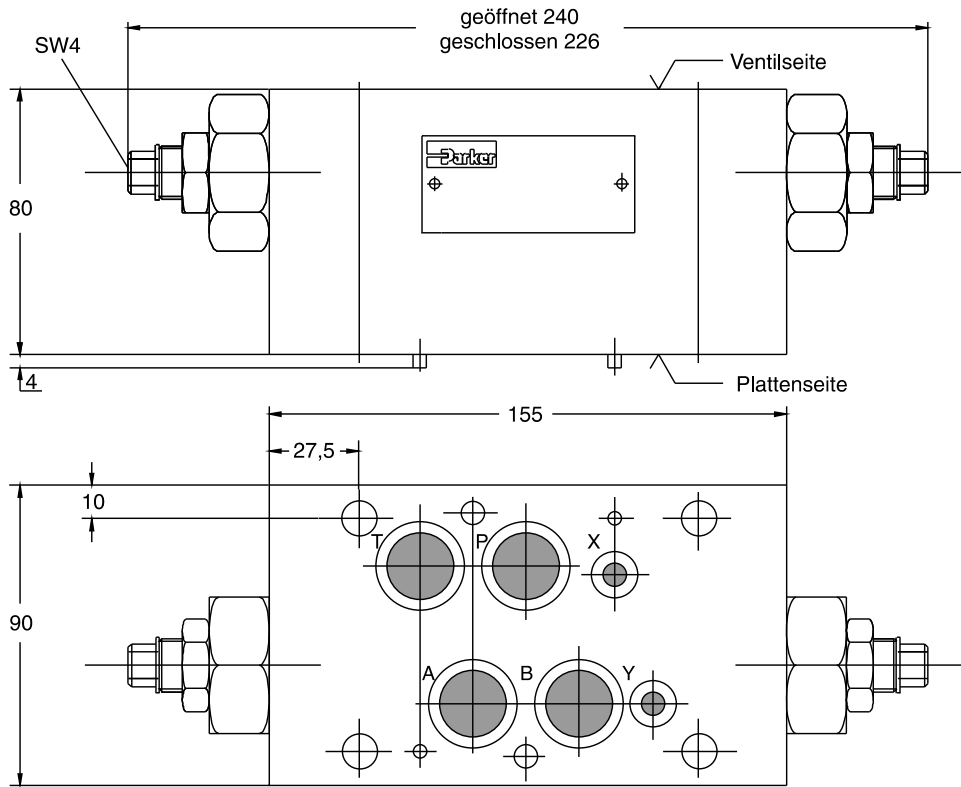 geöffnet 240
geschlossen 226
SW4
Ventilseite
Parker
80
4
Plattenseite
155
27,5
10
T P X
90
A B Y